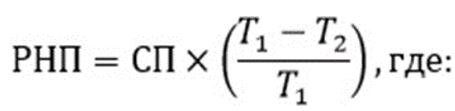 РНП = СП × (T₁ − T₂ / T₁), где: